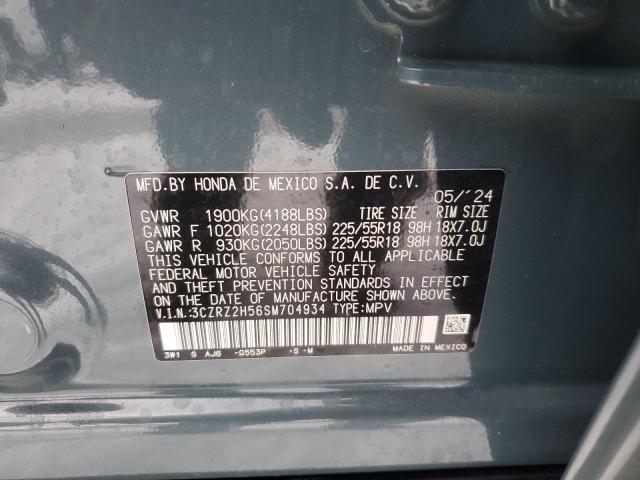 MFD.BY HONDA DE MEXICO S.A. DE C.V. 05/'24
GVWR 1900KG(4188LBS) TIRE SIZE RIM SIZE
GAWR F 1020KG(2248LBS) 225/55R18 98H 18X7.0J
GAWR R 930KG(2050LBS) 225/55R18 98H 18X7.0J
THIS VEHICLE CONFORMS TO ALL APPLICABLE
FEDERAL MOTOR VEHICLE SAFETY
AND THEFT PREVENTION STANDARDS IN EFFECT
ON THE DATE OF MANUFACTURE SHOWN ABOVE.
V.I.N:3CZRZ2H56SM704934 TYPE:MPV
3W1 S AJ6 -G553P -S -M MADE IN MEXICO